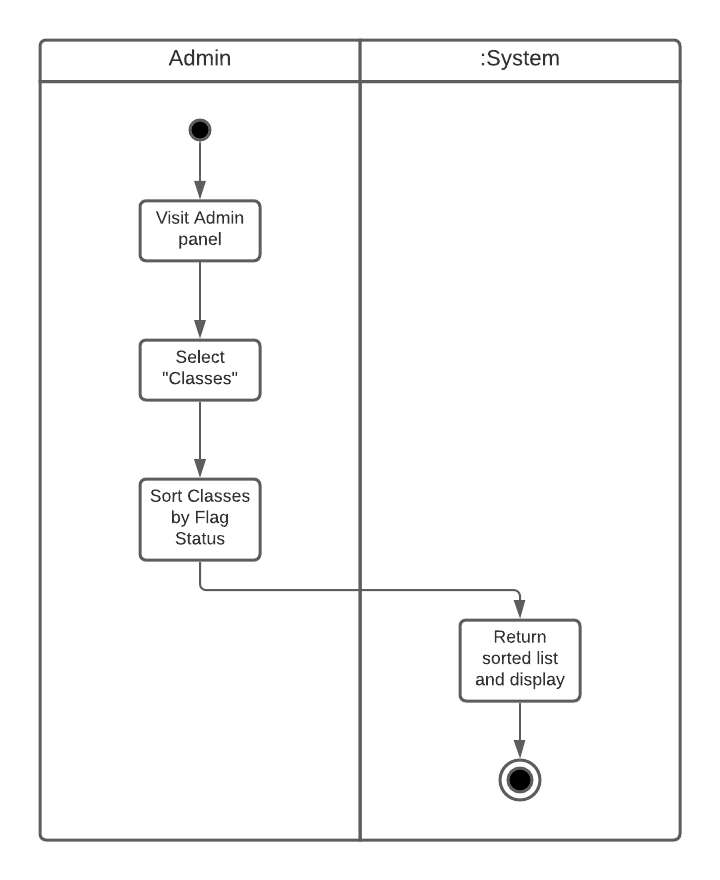 Admin
:System
Visit Admin
panel
Select
"Classes"
Sort Classes
by Flag
Status
Return
sorted list
and display